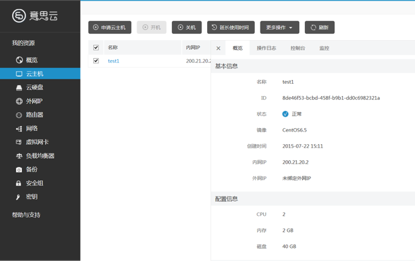 意思云
我的资源
概览
云主机
云硬盘
外网IP
路由器
网络
虚拟网卡
负载均衡器
备份
安全组
密钥
帮助与支持
申请云主机
开机
关机
延长使用时间
更多操作
刷新
名称
内网IP
test1
200.21.20.2
概览
操作日志
控制台
监控
基本信息
名称 test1
ID 8de46f53-bcbd-458f-b9b1-dd0c6982321a
状态 正常
镜像 CentOS6.5
创建时间 2015-07-22 15:11
内网IP 200.21.20.2
外网IP 未绑定外网IP
配置信息
CPU 2
内存 2 GB
磁盘 40 GB